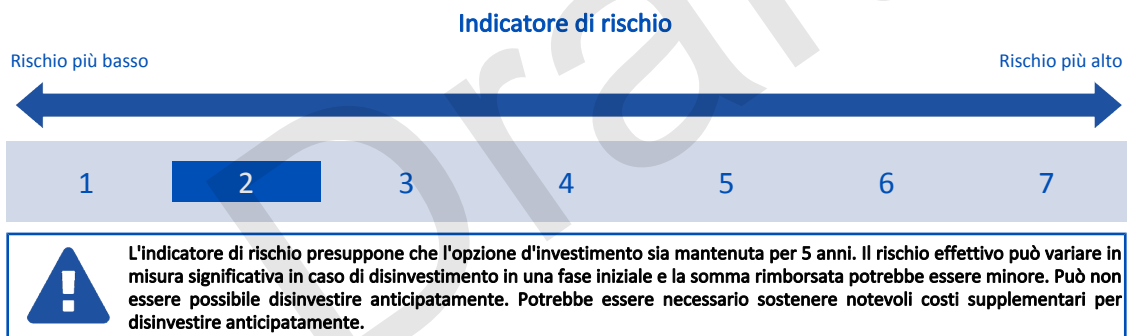 Indicatore di rischio
Rischio più basso
Rischio più alto
1 2 3 4 5 6 7
L'indicatore di rischio presuppone che l'opzione d'investimento sia mantenuta per 5 anni. Il rischio effettivo può variare in
misura significativa in caso di disinvestimento in una fase iniziale e la somma rimborsata potrebbe essere minore. Può non
essere possibile disinvestire anticipatamente. Potrebbe essere necessario sostenere notevoli costi supplementari per
disinvestire anticipatamente.